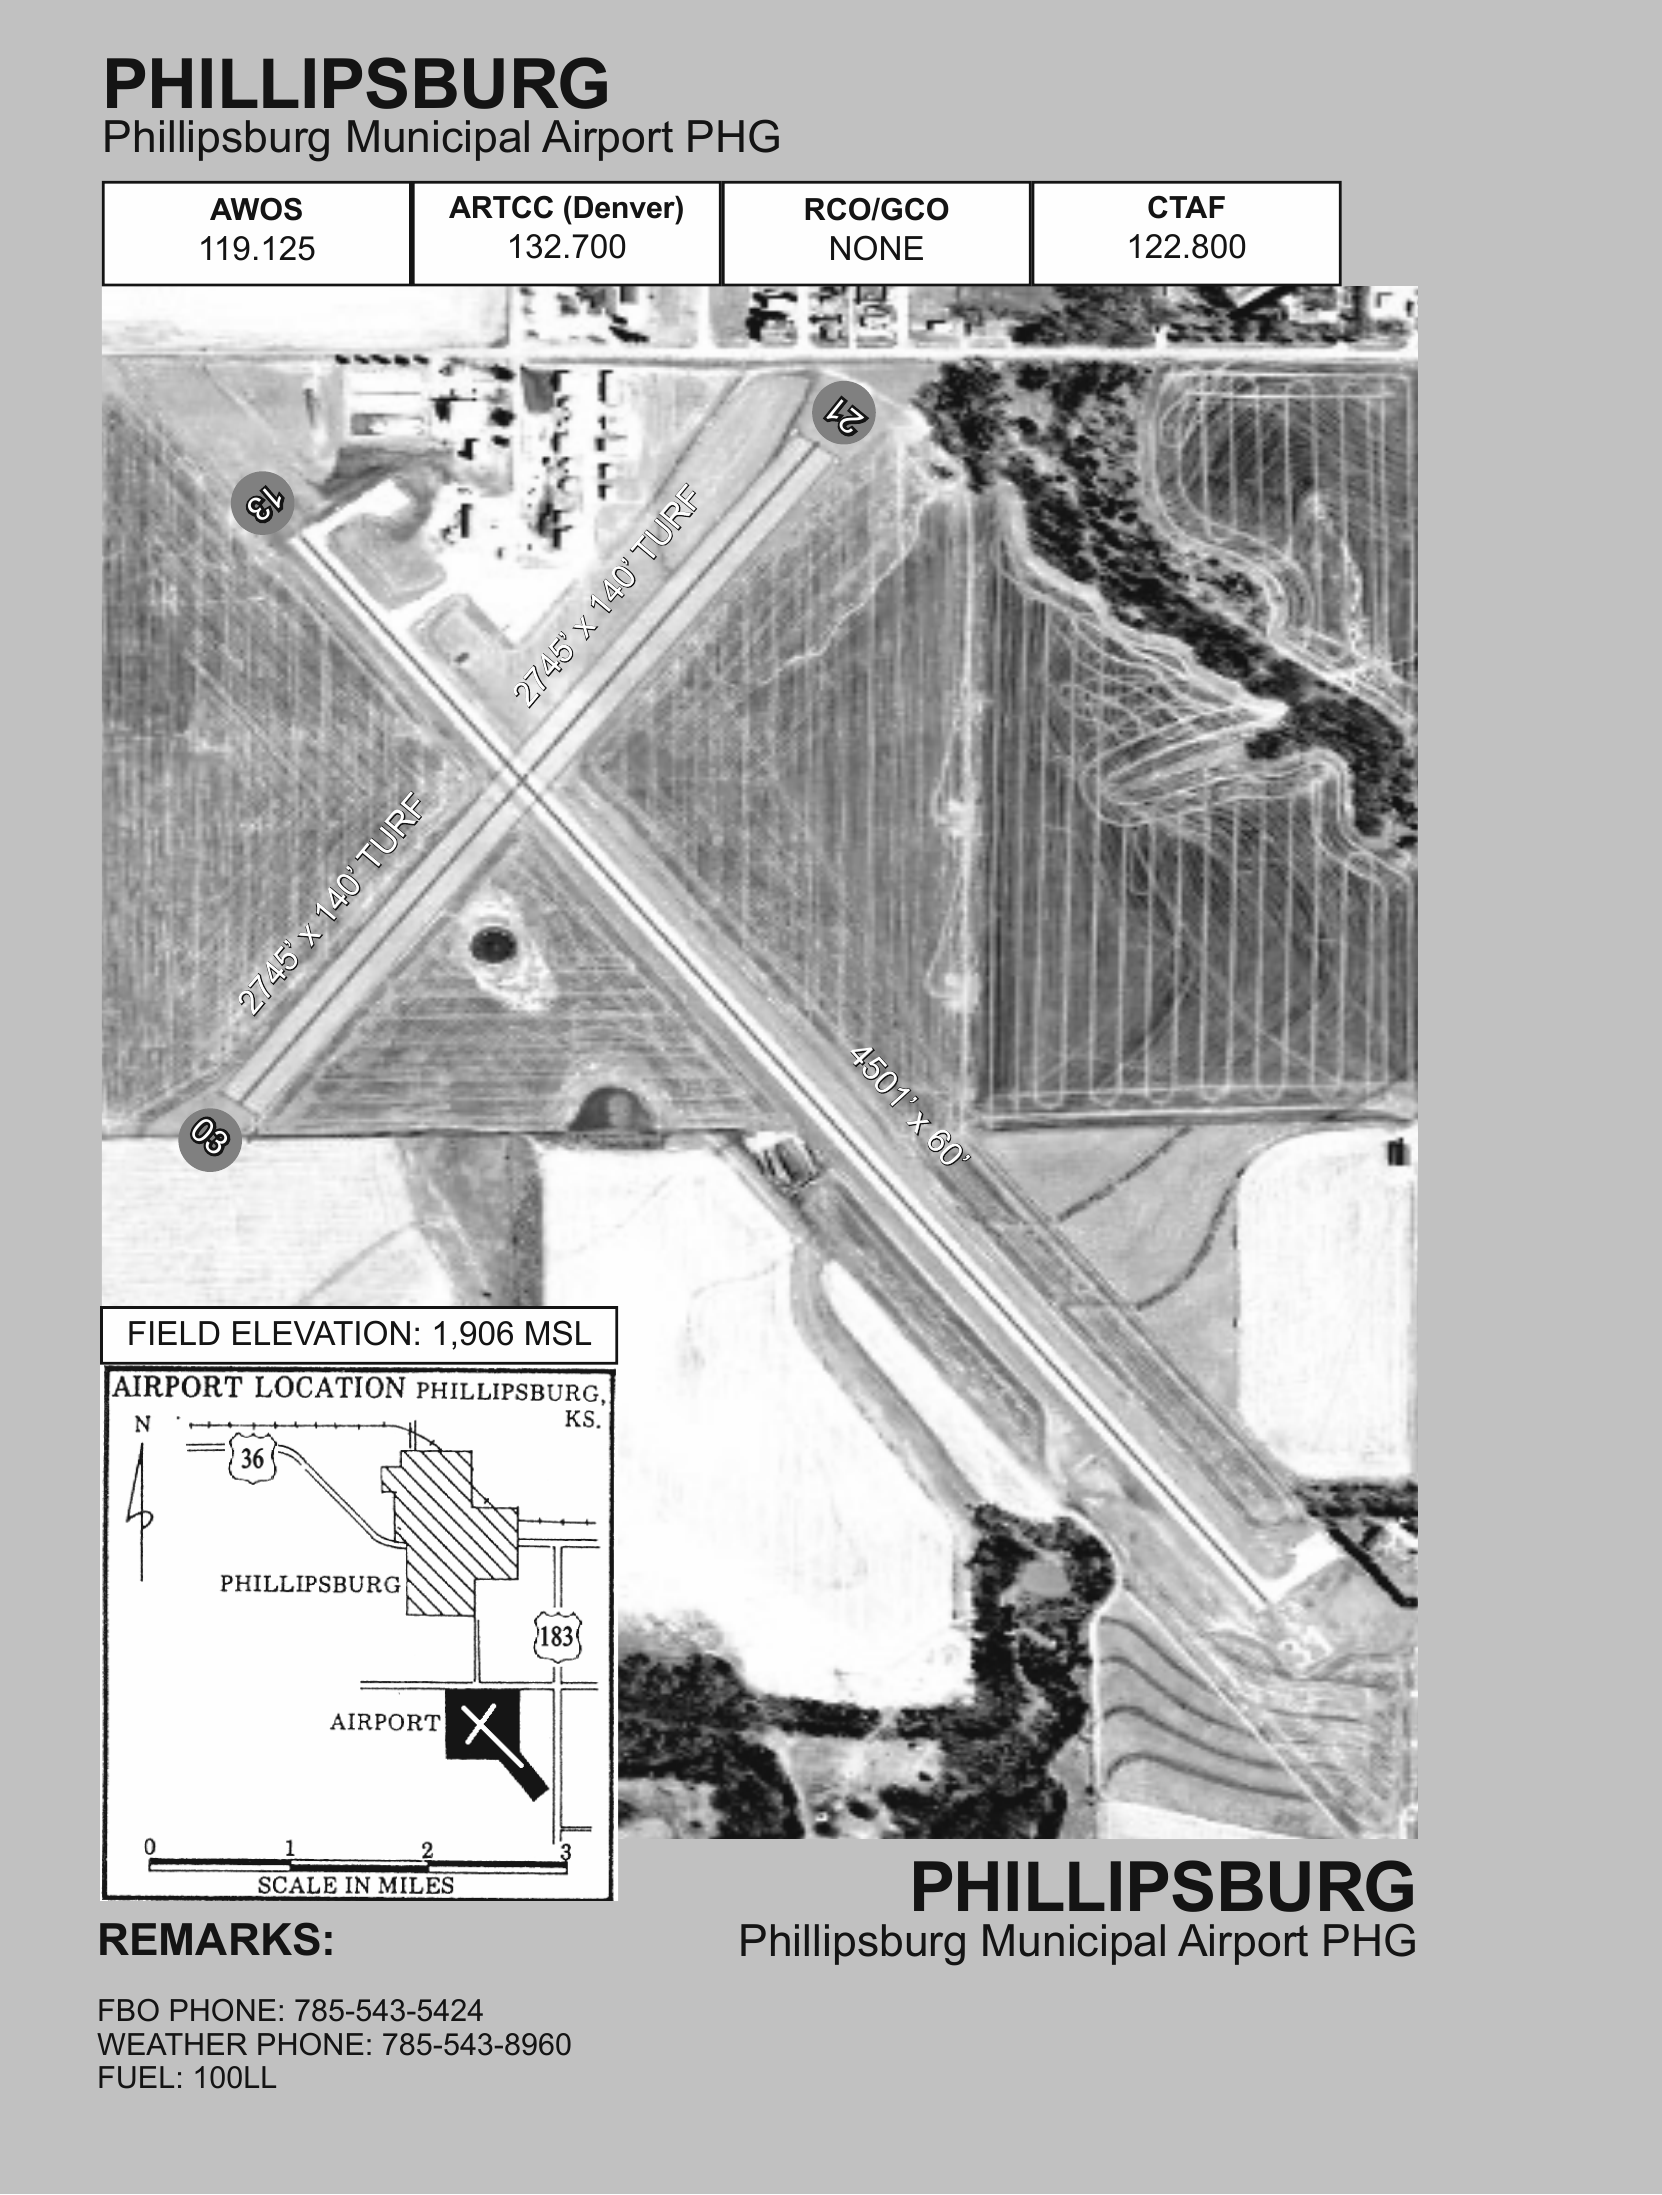 PHILLIPSBURG
Phillipsburg Municipal Airport PHG
AWOS
119.125
ARTCC (Denver)
132.700
RCO/GCO
NONE
CTAF
122.800
21
13
2745’ x 140’ TURF
2745’ x 140’ TURF
4501’ x 60’
03
31
FIELD ELEVATION: 1,906 MSL
AIRPORT LOCATION PHILLIPSBURG,
KS.
N
36
PHILLIPSBURG
183
AIRPORT
0 1 2 3
SCALE IN MILES
PHILLIPSBURG
Phillipsburg Municipal Airport PHG
REMARKS:
FBO PHONE: 785-543-5424
WEATHER PHONE: 785-543-8960
FUEL: 100LL